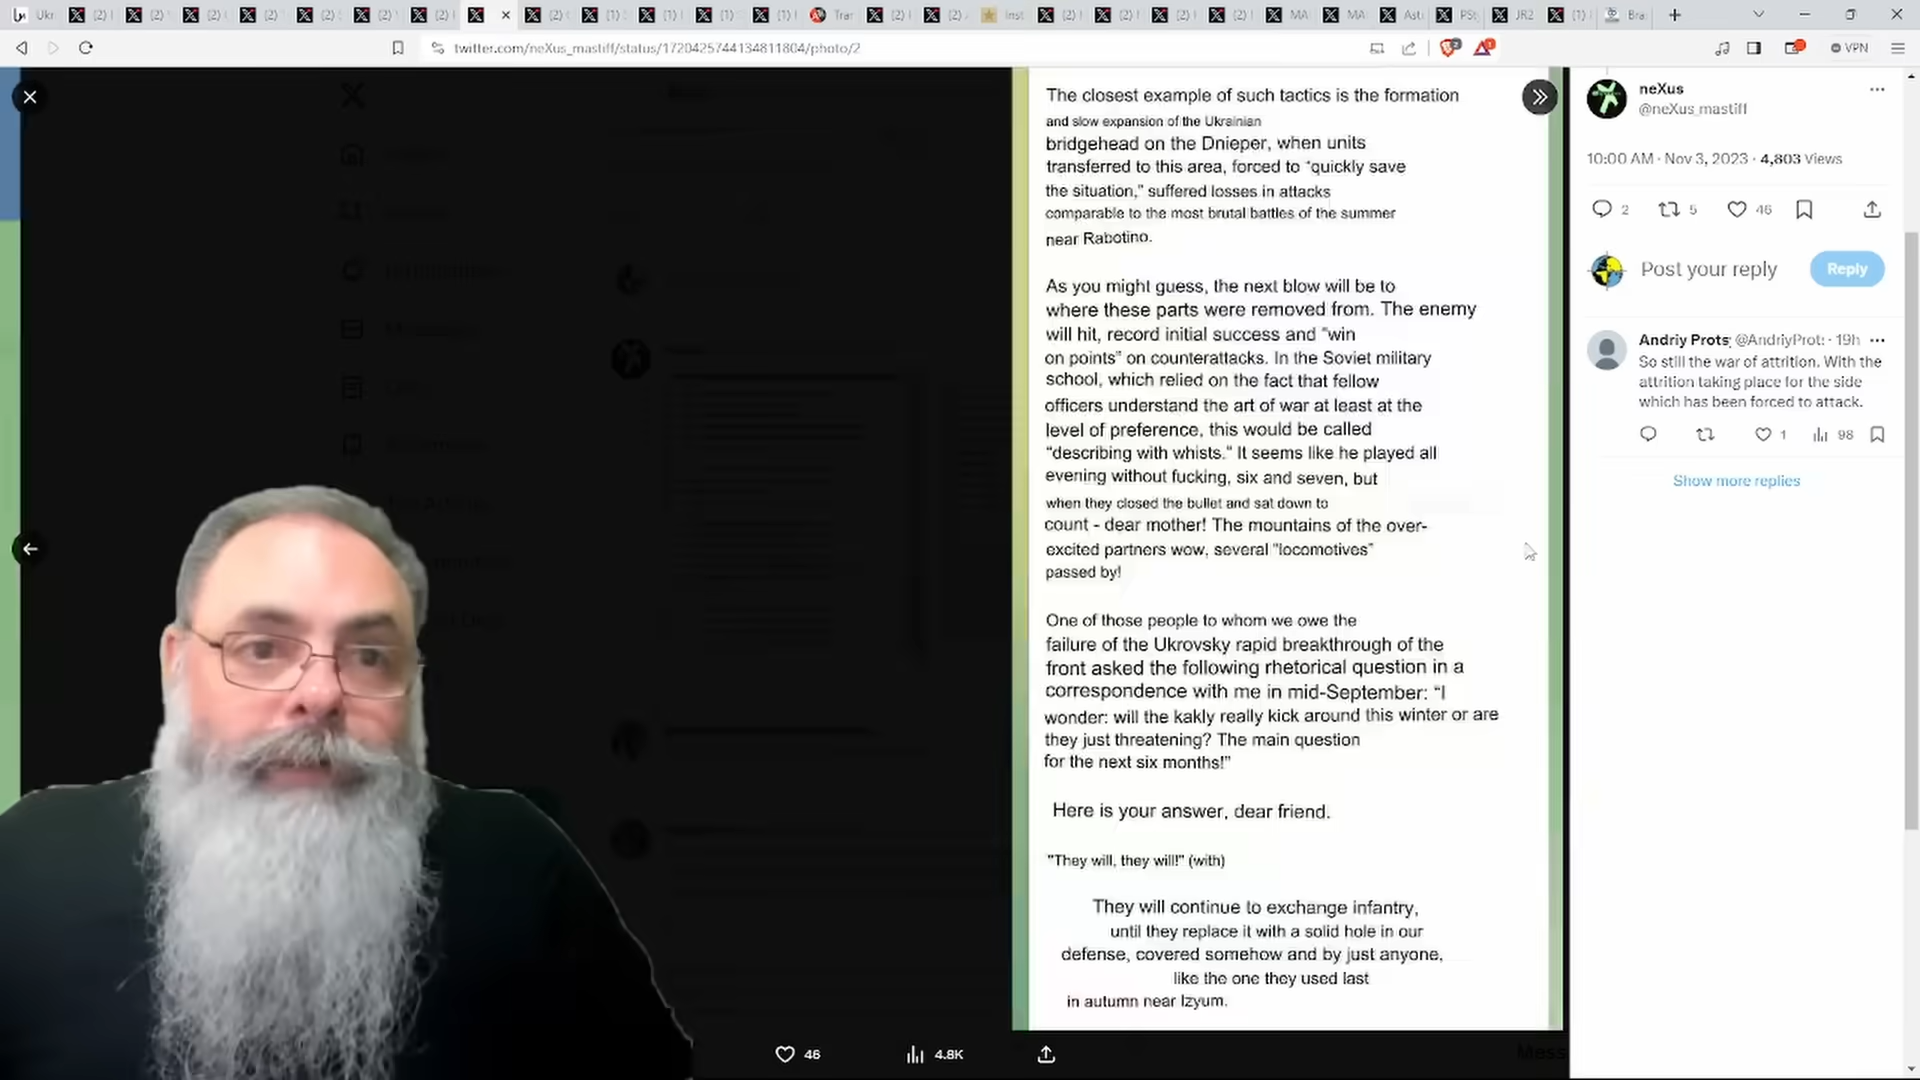 Ukr
Inst
MA
MA
Ast
PSt
JR2
Bra
twitter.com/neXus_mastiff/status/1720425744134811804/photo/2
VPN
The closest example of such tactics is the formation
and slow expansion of the Ukrainian
bridgehead on the Dnieper, when units
transferred to this area, forced to "quickly save
the situation," suffered losses in attacks
comparable to the most brutal battles of the summer
near Rabotino.
As you might guess, the next blow will be to
where these parts were removed from. The enemy
will hit, record initial success and "win
on points" on counterattacks. In the Soviet military
school, which relied on the fact that fellow
officers understand the art of war at least at the
level of preference, this would be called
"describing with whists." It seems like he played all
evening without fucking, six and seven, but
when they closed the bullet and sat down to
count - dear mother! The mountains of the over-
excited partners wow, several "locomotives"
passed by!
One of those people to whom we owe the
failure of the Ukrovsky rapid breakthrough of the
front asked the following rhetorical question in a
correspondence with me in mid-September: "I
wonder: will the kakly really kick around this winter or are
they just threatening? The main question
for the next six months!"
Here is your answer, dear friend.
"They will, they will!" (with)
They will continue to exchange infantry,
until they replace it with a solid hole in our
defense, covered somehow and by just anyone,
like the one they used last
in autumn near Izyum.
46
4.8K
neXus
@neXus_mastiff
10:00 AM · Nov 3, 2023 · 4,803 Views
2
5
46
Post your reply
Reply
Andriy Prots @AndriyProt: · 19h
So still the war of attrition. With the
attrition taking place for the side
which has been forced to attack.
1
98
Show more replies